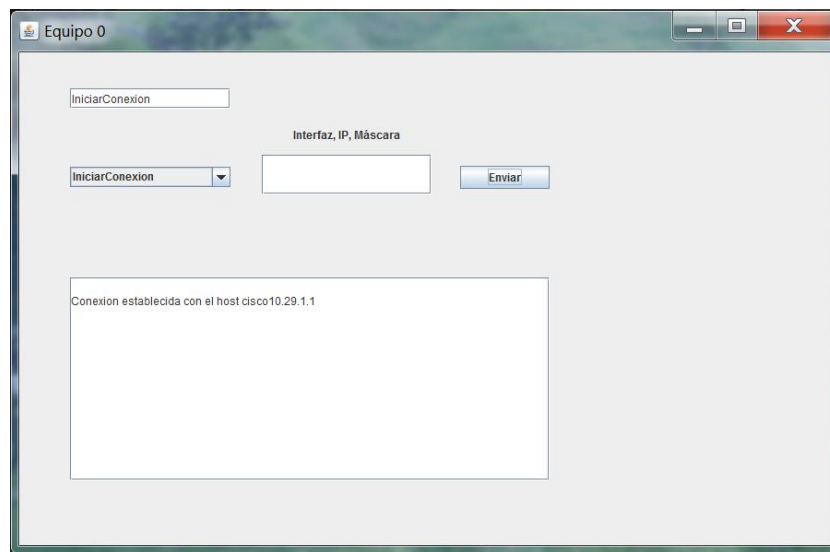 Equipo 0
IniciarConexion
Interfaz, IP, Máscara
IniciarConexion
Enviar
Conexion establecida con el host cisco10.29.1.1